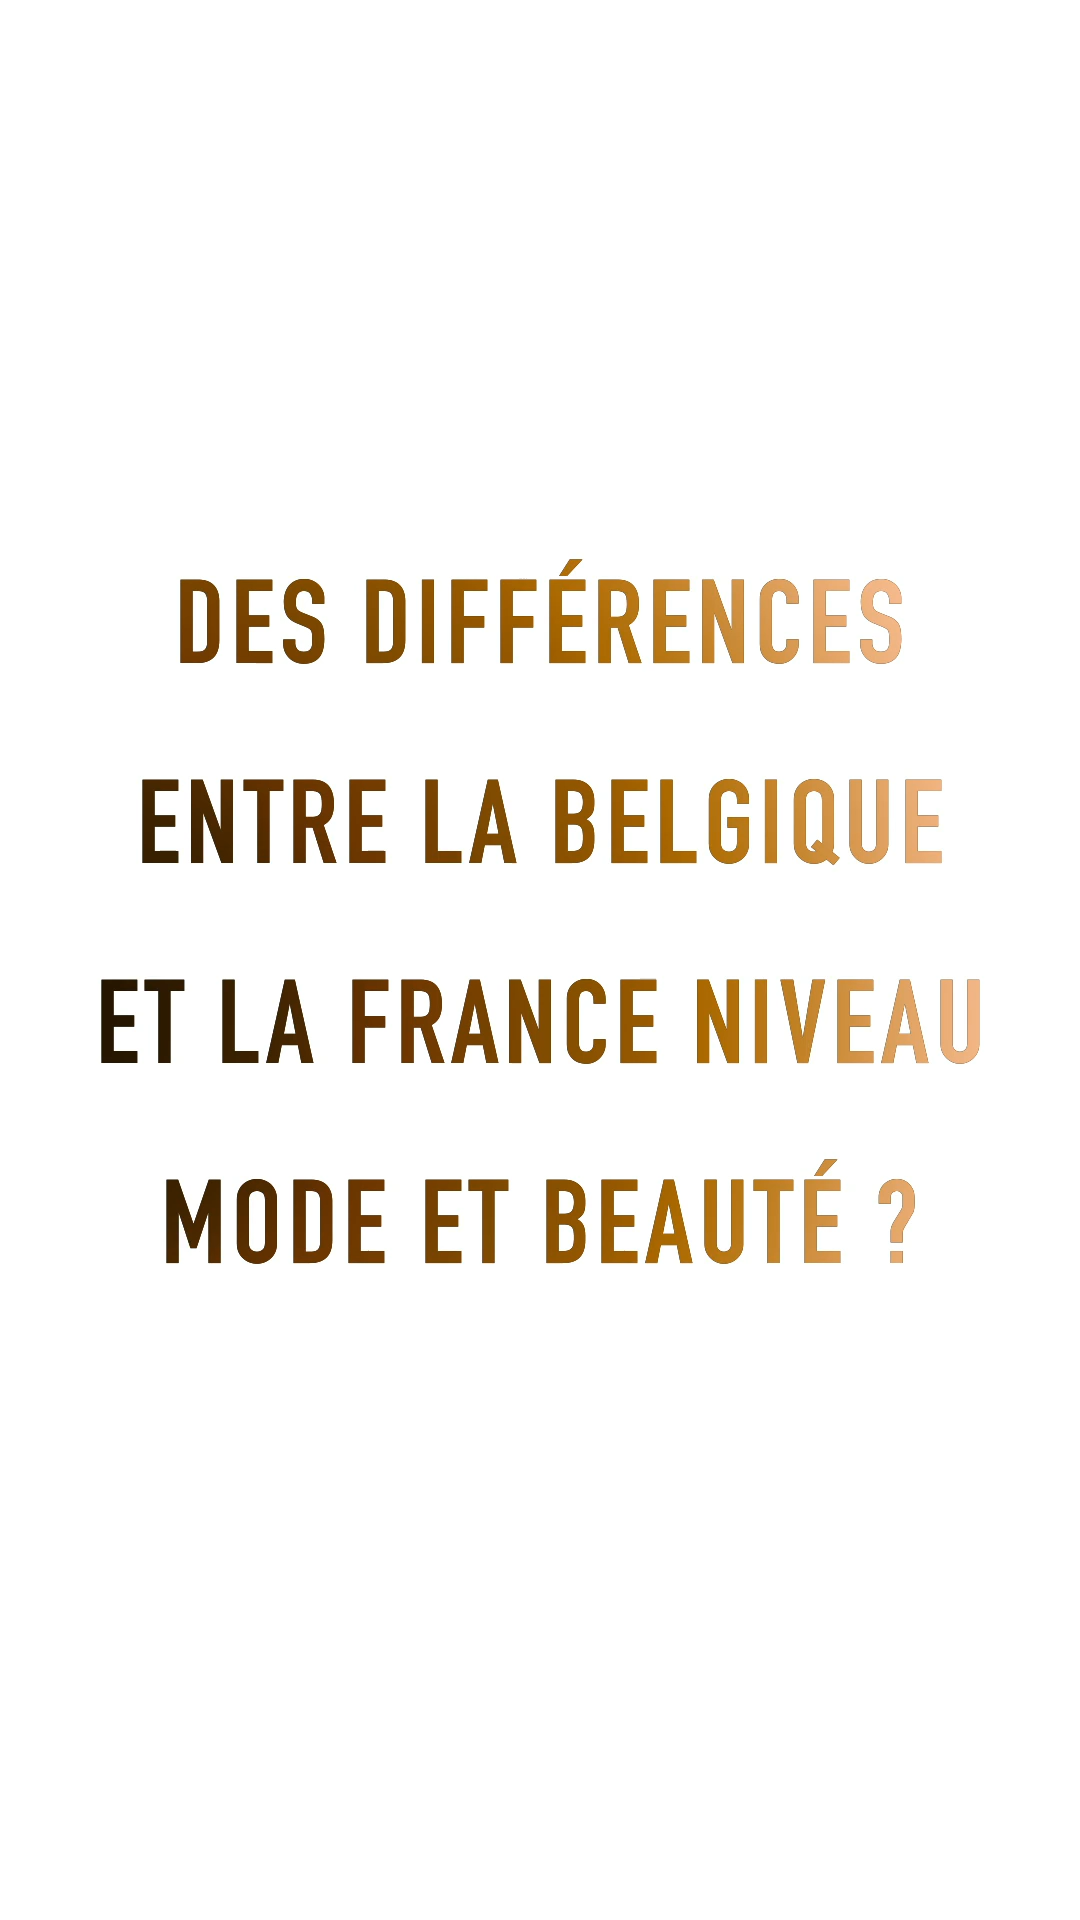 DES DIFFÉRENCES
ENTRE LA BELGIQUE
ET LA FRANCE NIVEAU
MODE ET BEAUTÉ ?